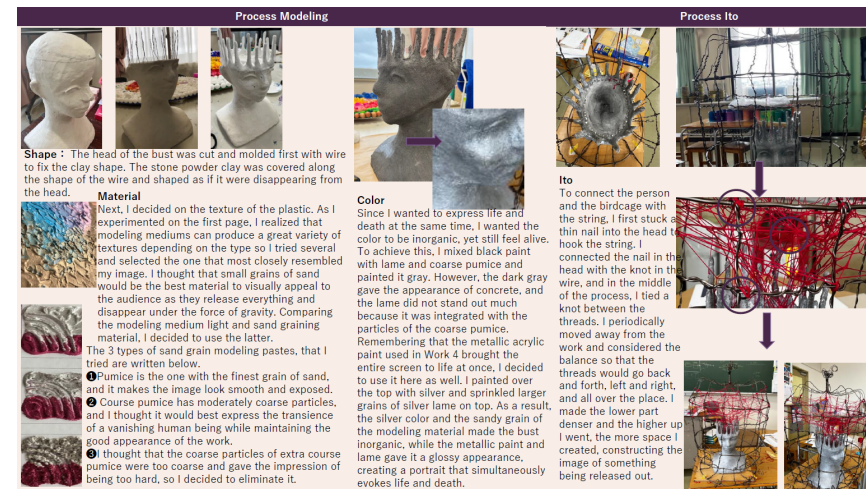 Process Modeling
Process Ito
Shape： The head of the bust was cut and molded first with wire
to fix the clay shape. The stone powder clay was covered along
the shape of the wire and shaped as if it were disappearing from
the head.
Material
Next, I decided on the texture of the plastic. As I
experimented on the first page, I realized that
modeling mediums can produce a great variety of
textures depending on the type so I tried several
and selected the one that most closely resembled
my image. I thought that small grains of sand
would be the best material to visually appeal to
the audience as they release everything and
disappear under the force of gravity. Comparing
the modeling medium light and sand graining
material, I decided to use the latter.
The 3 types of sand grain modeling pastes, that I
tried are written below.
❶Pumice is the one with the finest grain of sand,
and it makes the image look smooth and exposed.
❷ Course pumice has moderately coarse particles,
and I thought it would best express the transience
of a vanishing human being while maintaining the
good appearance of the work.
❸I thought that the coarse particles of extra course
pumice were too coarse and gave the impression of
being too hard, so I decided to eliminate it.
Color
Since I wanted to express life and
death at the same time, I wanted the
color to be inorganic, yet still feel alive.
To achieve this, I mixed black paint
with lame and coarse pumice and
painted it gray. However, the dark gray
gave the appearance of concrete, and
the lame did not stand out much
because it was integrated with the
particles of the coarse pumice.
Remembering that the metallic acrylic
paint used in Work 4 brought the
entire screen to life at once, I decided
to use it here as well. I painted over
the top with silver and sprinkled larger
grains of silver lame on top. As a result,
the silver color and the sandy grain of
the modeling material made the bust
inorganic, while the metallic paint and
lame gave it a glossy appearance,
creating a portrait that simultaneously
evokes life and death.
Ito
To connect the person
and the birdcage with
the string, I first stuck a
thin nail into the head to
hook the string. I
connected the nail in the
head with the knot in the
wire, and in the middle
of the process, I tied a
knot between the
threads. I periodically
moved away from the
work and considered the
balance so that the
threads would go back
and forth, left and right,
and all over the place. I
made the lower part
denser and the higher up
I went, the more space I
created, constructing the
image of something
being released out.